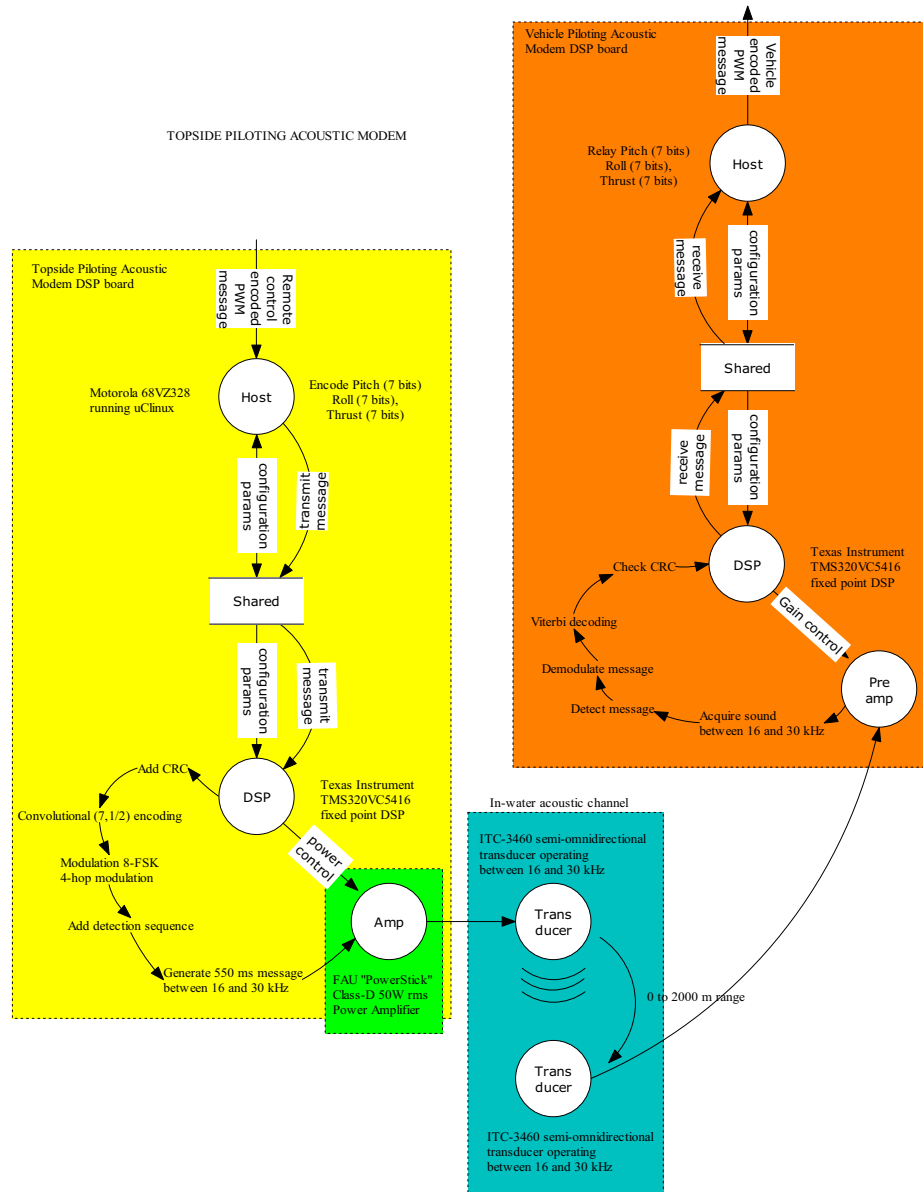 Vehicle Piloting Acoustic
Modem DSP board
Vehicle
encoded
PWM
message
Host
Relay Pitch (7 bits)
Roll (7 bits),
Thrust (7 bits)
receive
message
configuration
params
Shared
receive
message
configuration
params
DSP
Texas Instrument
TMS320VC5416
fixed point DSP
Check CRC
Viterbi decoding
Demodulate message
Detect message
Acquire sound
between 16 and 30 kHz
Gain control
Pre
amp
TOPSIDE PILOTING ACOUSTIC MODEM
Topside Piloting Acoustic
Modem DSP board
Remote
control
encoded
PWM
message
Host
Motorola 68VZ328
running uClinux
Encode Pitch (7 bits)
Roll (7 bits),
Thrust (7 bits)
configuration
params
transmit
message
Shared
configuration
params
transmit
message
DSP
Texas Instrument
TMS320VC5416
fixed point DSP
Add CRC
Convolutional (7,1/2) encoding
Modulation 8-FSK
4-hop modulation
Add detection sequence
Generate 550 ms message
between 16 and 30 kHz
power
control
Amp
FAU "PowerStick"
Class-D 50W rms
Power Amplifier
In-water acoustic channel
ITC-3460 semi-omnidirectional
transducer operating
between 16 and 30 kHz
Trans
ducer
0 to 2000 m range
Trans
ducer
ITC-3460 semi-omnidirectional
transducer operating
between 16 and 30 kHz